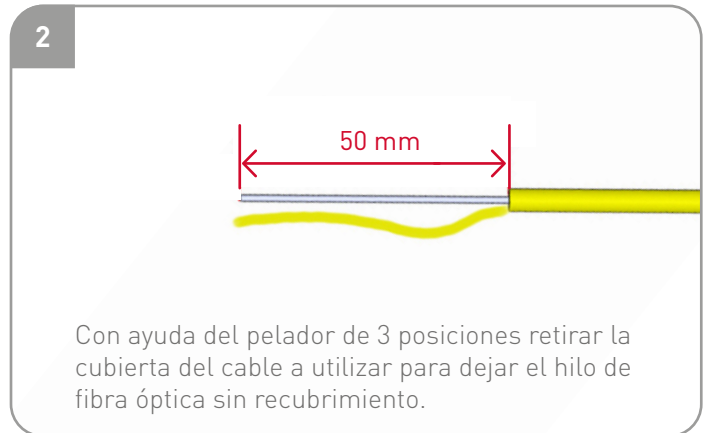 2
50 mm
Con ayuda del pelador de 3 posiciones retirar la
cubierta del cable a utilizar para dejar el hilo de
fibra óptica sin recubrimiento.